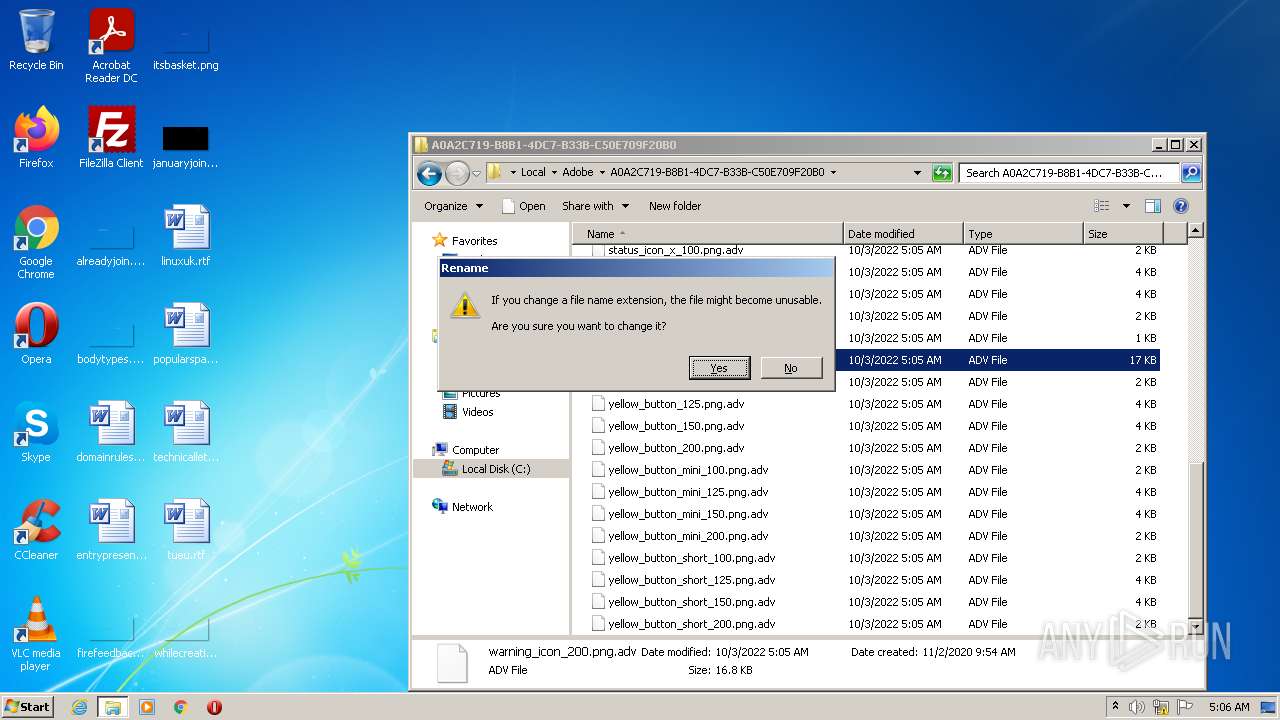 Recycle Bin
Acrobat
Reader DC
itsbasket.png
Firefox
FileZilla Client
januaryjoin...
Google
Chrome
alreadyjoin....
linuxuk.rtf
Opera
bodytypes....
popularspa...
Skype
domainrules...
technicallet...
CCleaner
entrypresen...
tueu.rtf
VLC media
player
firefeedbac...
whilecreati...
A0A2C719-B8B1-4DC7-B33B-C50E709F20B0
Local
Adobe
A0A2C719-B8B1-4DC7-B33B-C50E709F20B0
Search A0A2C719-B8B1-4DC7-B33B-C...
Organize
Open
Share with
New folder
Favorites
Pictures
Videos
Computer
Local Disk (C:)
Network
Name
Date modified
Type
Size
status_icon_x_100.png.adv 10/3/2022 5:05 AM ADV File 2 KB
10/3/2022 5:05 AM ADV File 4 KB
10/3/2022 5:05 AM ADV File 4 KB
10/3/2022 5:05 AM ADV File 2 KB
10/3/2022 5:05 AM ADV File 1 KB
10/3/2022 5:05 AM ADV File 17 KB
10/3/2022 5:05 AM ADV File 2 KB
yellow_button_125.png.adv 10/3/2022 5:05 AM ADV File 4 KB
yellow_button_150.png.adv 10/3/2022 5:05 AM ADV File 4 KB
yellow_button_200.png.adv 10/3/2022 5:05 AM ADV File 2 KB
yellow_button_mini_100.png.adv 10/3/2022 5:05 AM ADV File 2 KB
yellow_button_mini_125.png.adv 10/3/2022 5:05 AM ADV File 4 KB
yellow_button_mini_150.png.adv 10/3/2022 5:05 AM ADV File 4 KB
yellow_button_mini_200.png.adv 10/3/2022 5:05 AM ADV File 2 KB
yellow_button_short_100.png.adv 10/3/2022 5:05 AM ADV File 2 KB
yellow_button_short_125.png.adv 10/3/2022 5:05 AM ADV File 4 KB
yellow_button_short_150.png.adv 10/3/2022 5:05 AM ADV File 4 KB
yellow_button_short_200.png.adv 10/3/2022 5:05 AM ADV File 2 KB
Rename
If you change a file name extension, the file might become unusable.
Are you sure you want to change it?
Yes
No
warning_icon_200.png.adv Date modified: 10/3/2022 5:05 AM Date created: 11/2/2020 9:54 AM
ADV File Size: 16.8 KB
ANY RUN
Start
5:06 AM